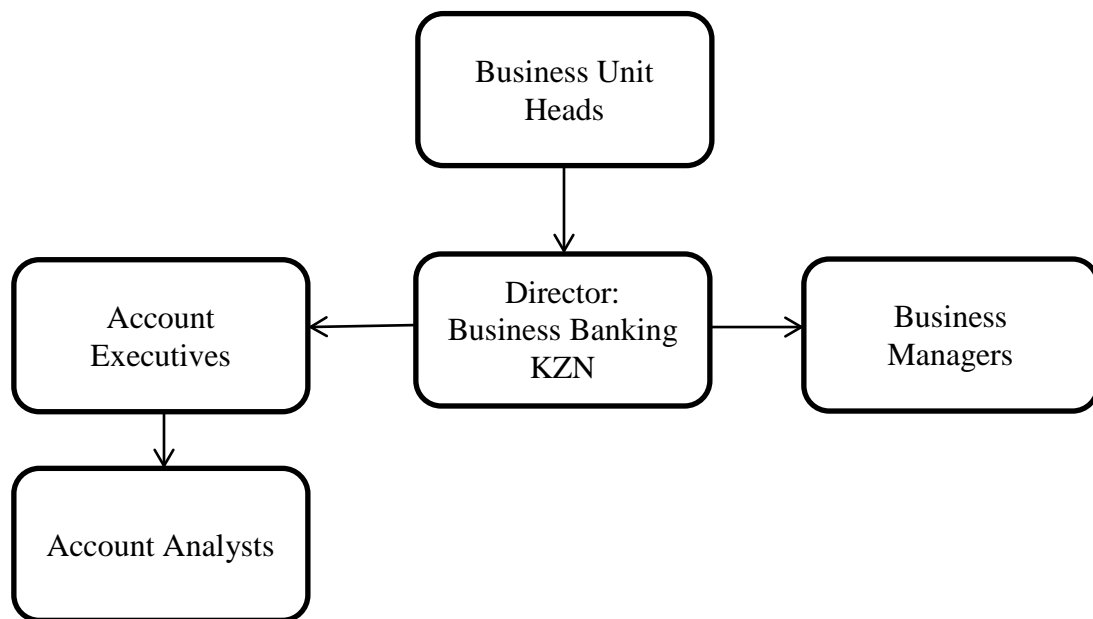 Business Unit
Heads
Account
Executives
Director:
Business Banking
KZN
Business
Managers
Account Analysts